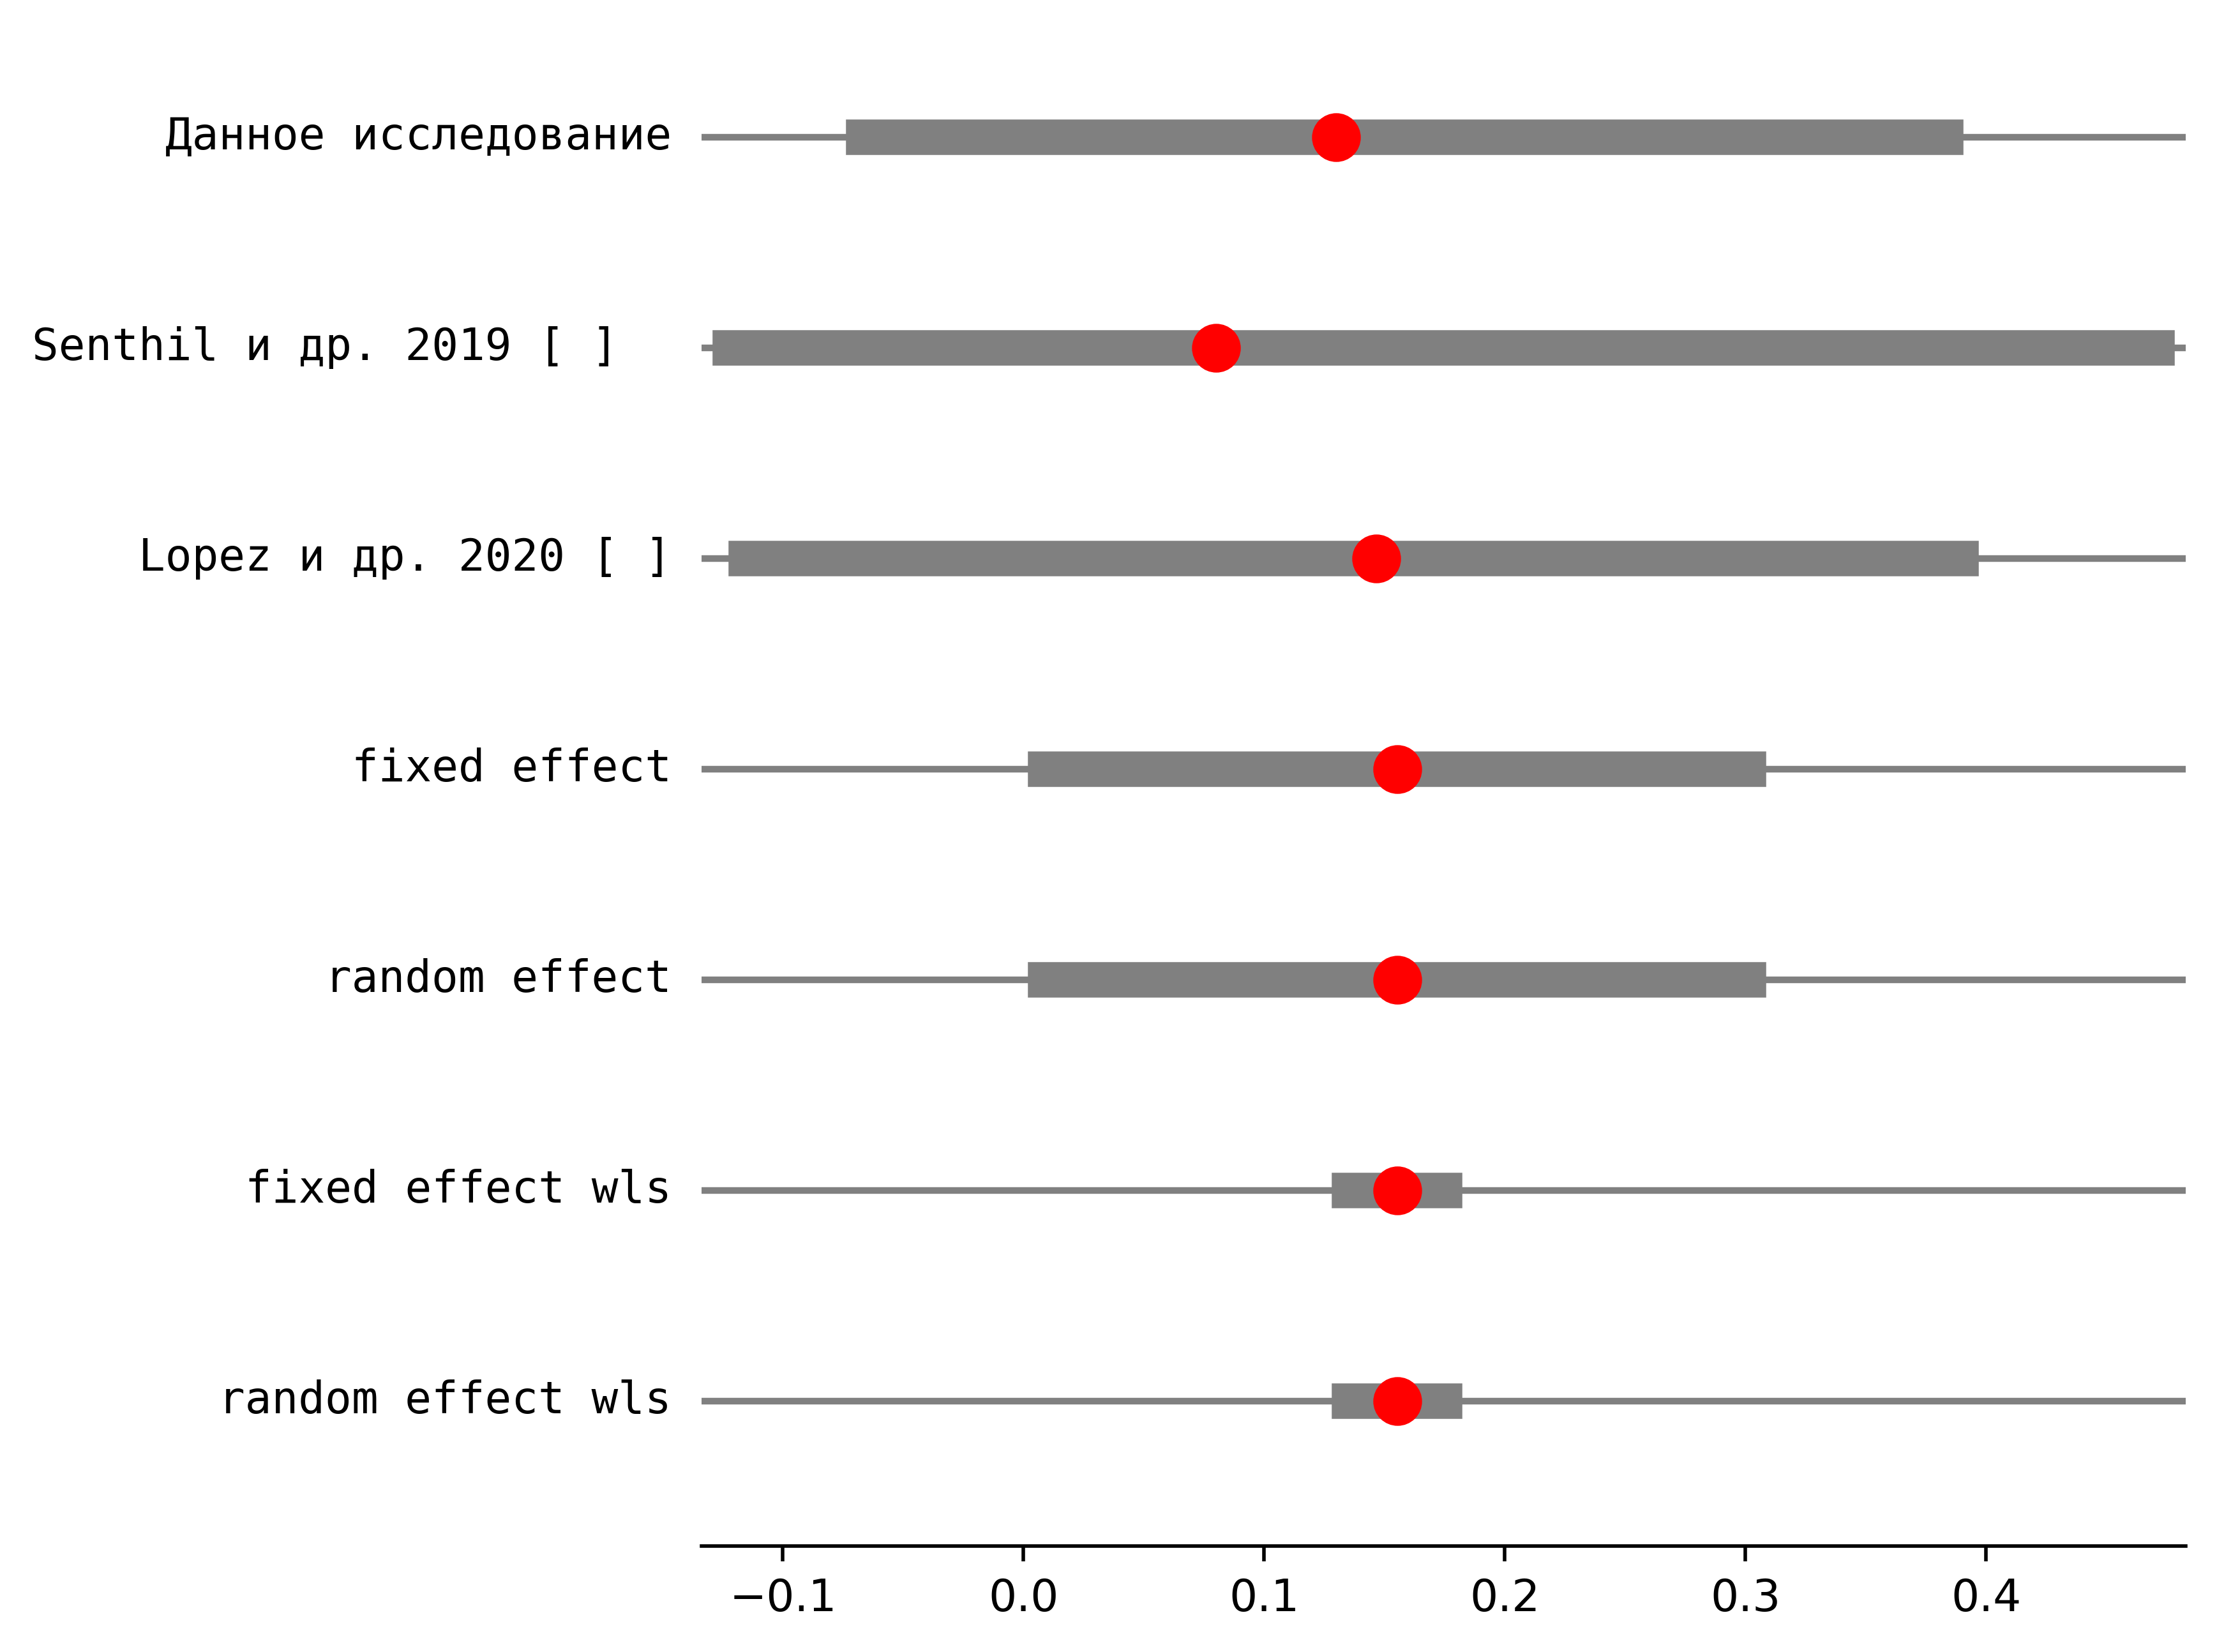 Данное исследование
Senthil и др. 2019 [ ]
Lopez и др. 2020 [ ]
fixed effect
random effect
fixed effect wls
random effect wls
−0.1 0.0 0.1 0.2 0.3 0.4